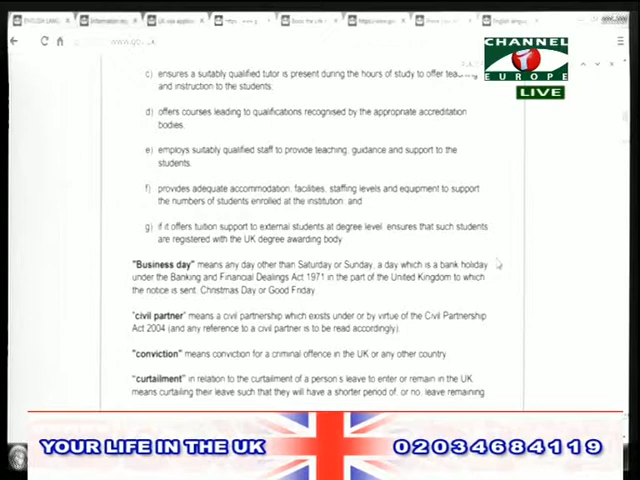 ENGLISH LANG
UK visa applica
English langu
www.gov.uk
CHANNEL
i
EUROPE
LIVE
c) ensures a suitably qualified tutor is present during the hours of study to offer teaching
and instruction to the students;
d) offers courses leading to qualifications recognised by the appropriate accreditation
bodies.
e) employs suitably qualified staff to provide teaching, guidance and support to the
students.
f) provides adequate accommodation, facilities, staffing levels and equipment to support
the numbers of students enrolled at the institution; and
g) if it offers tuition support to external students at degree level, ensures that such students
are registered with the UK degree awarding body
"Business day" means any day other than Saturday or Sunday, a day which is a bank holiday
under the Banking and Financial Dealings Act 1971 in the part of the United Kingdom to which
the notice is sent, Christmas Day or Good Friday
"civil partner" means a civil partnership which exists under or by virtue of the Civil Partnership
Act 2004 (and any reference to a civil partner is to be read accordingly).
"conviction" means conviction for a criminal offence in the UK or any other country
"curtailment" in relation to the curtailment of a person's leave to enter or remain in the UK,
means curtailing their leave such that they will have a shorter period of, or no, leave remaining
YOUR LIFE IN THE UK
02034684119